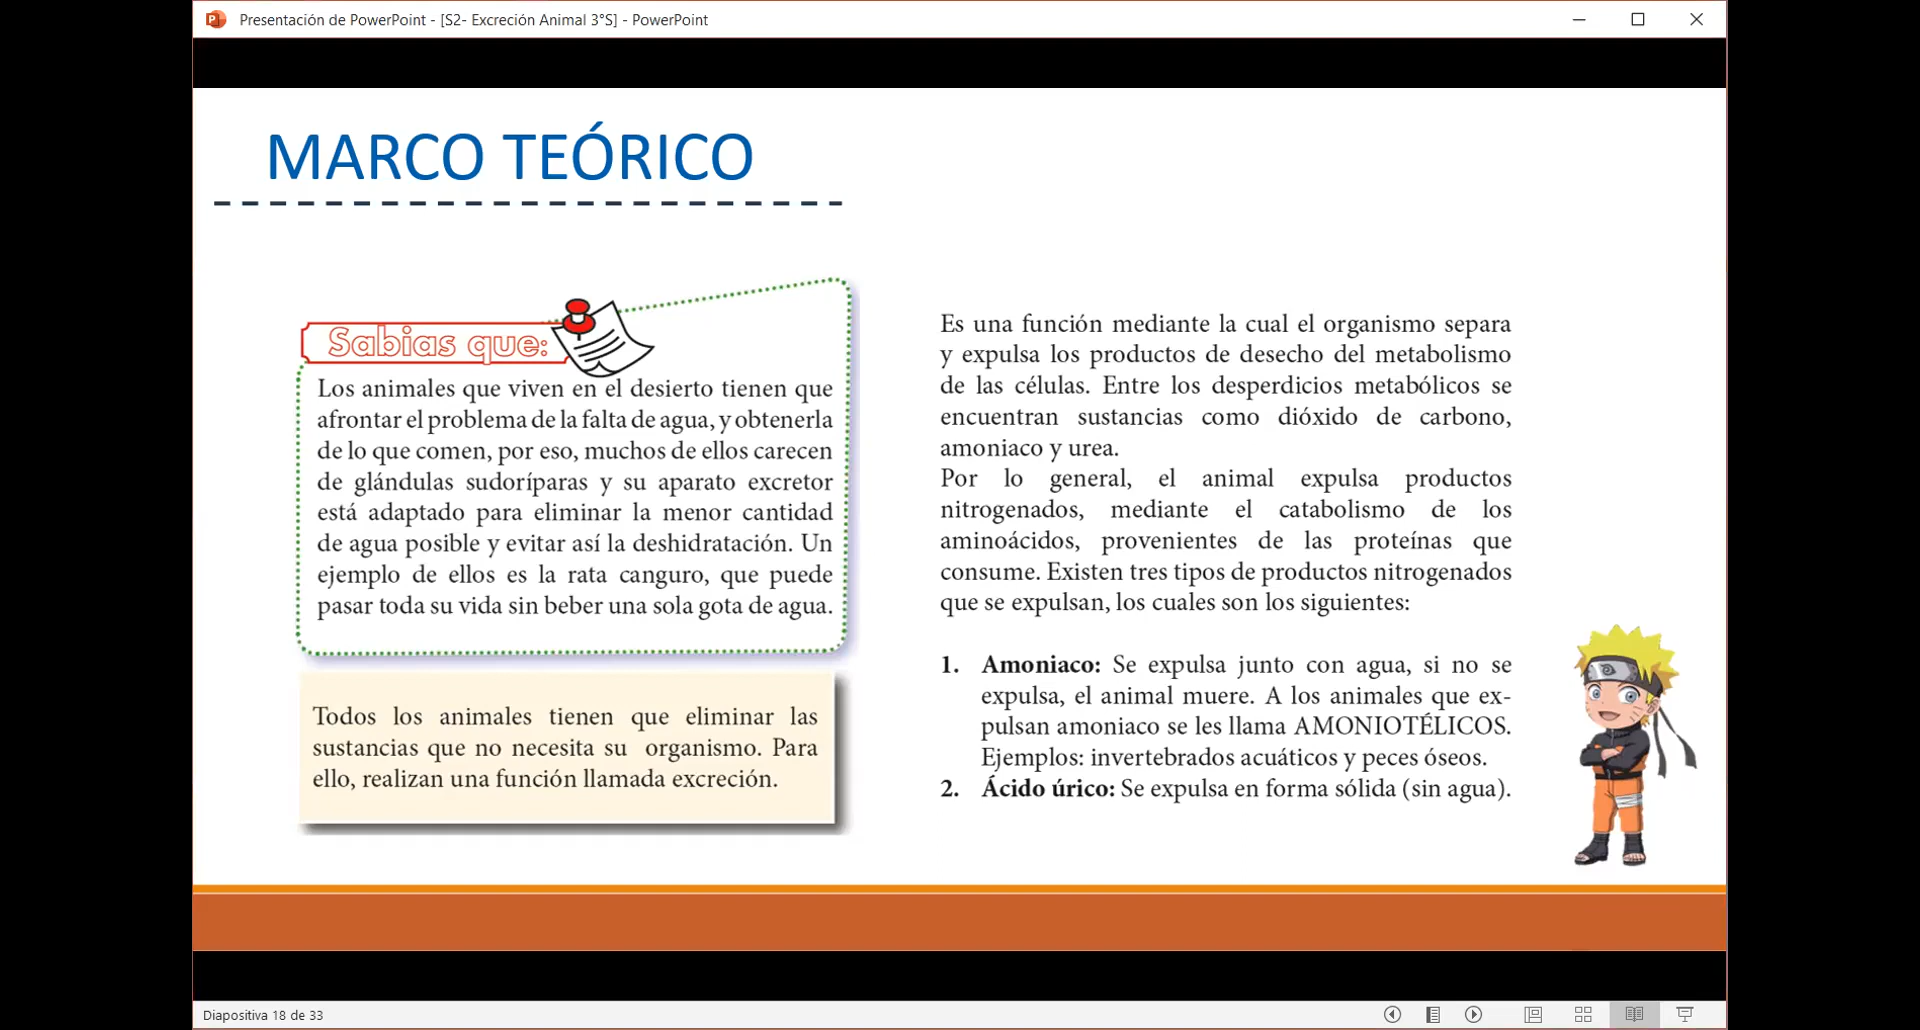 Presentación de PowerPoint - [S2- Excreción Animal 3°S] - PowerPoint
MARCO TEÓRICO
Sabias que:
Los animales que viven en el desierto tienen que
afrontar el problema de la falta de agua, y obtenerla
de lo que comen, por eso, muchos de ellos carecen
de glándulas sudoríparas y su aparato excretor
está adaptado para eliminar la menor cantidad
de agua posible y evitar así la deshidratación. Un
ejemplo de ellos es la rata canguro, que puede
pasar toda su vida sin beber una sola gota de agua.
Todos los animales tienen que eliminar las
sustancias que no necesita su organismo. Para
ello, realizan una función llamada excreción.
Es una función mediante la cual el organismo separa
y expulsa los productos de desecho del metabolismo
de las células. Entre los desperdicios metabólicos se
encuentran sustancias como dióxido de carbono,
amoniaco y urea.
Por lo general, el animal expulsa productos
nitrogenados, mediante el catabolismo de los
aminoácidos, provenientes de las proteínas que
consume. Existen tres tipos de productos nitrogenados
que se expulsan, los cuales son los siguientes:
1. Amoniaco: Se expulsa junto con agua, si no se
expulsa, el animal muere. A los animales que ex-
pulsan amoniaco se les llama AMONIOTÉLICOS.
Ejemplos: invertebrados acuáticos y peces óseos.
2. Ácido úrico: Se expulsa en forma sólida (sin agua).
Diapositiva 18 de 33